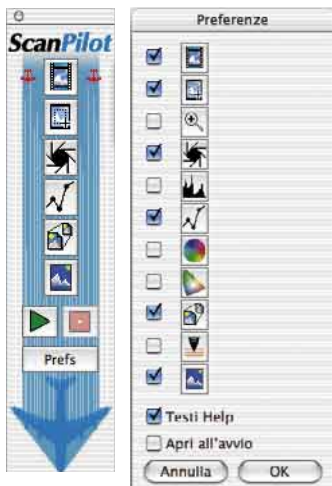 ScanPilot
Prefs
Preferenze
Testi Help
Apri all'avvio
Annulla
OK